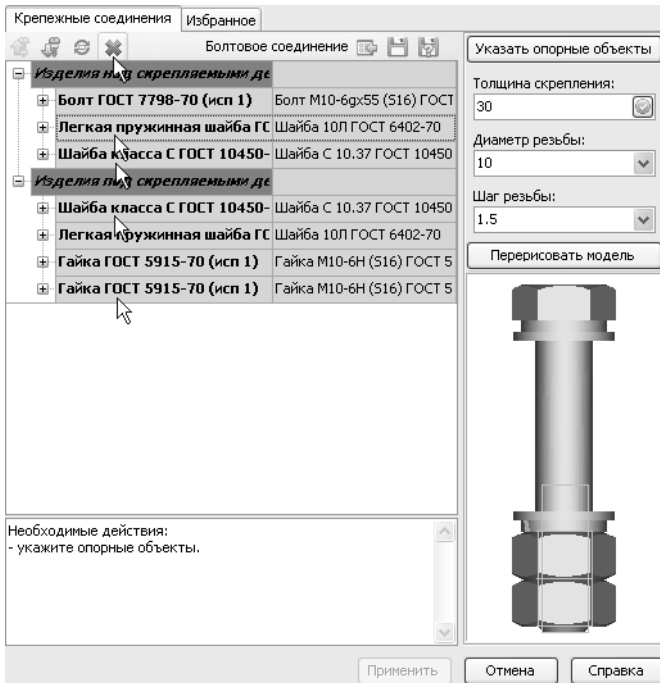 Крепежные соединения
Избранное
Болтовое соединение
Изделия над скрепляемыми де
Болт ГОСТ 7798-70 (исп 1) Болт М10-6gх55 (S16) ГОСТ
Легкая пружинная шайба ГС Шайба 10Л ГОСТ 6402-70
Шайба класса С ГОСТ 10450- Шайба С 10.37 ГОСТ 10450
Изделия под скрепляемыми де
Шайба класса С ГОСТ 10450- Шайба С 10.37 ГОСТ 10450
Легкая пружинная шайба ГС Шайба 10Л ГОСТ 6402-70
Гайка ГОСТ 5915-70 (исп 1) Гайка М10-6Н (S16) ГОСТ 5
Гайка ГОСТ 5915-70 (исп 1) Гайка М10-6Н (S16) ГОСТ 5
Необходимые действия:
- укажите опорные объекты.
Указать опорные объекты
Толщина скрепления:
30
Диаметр резьбы:
10
Шаг резьбы:
1.5
Перерисовать модель
Применить
Отмена
Справка